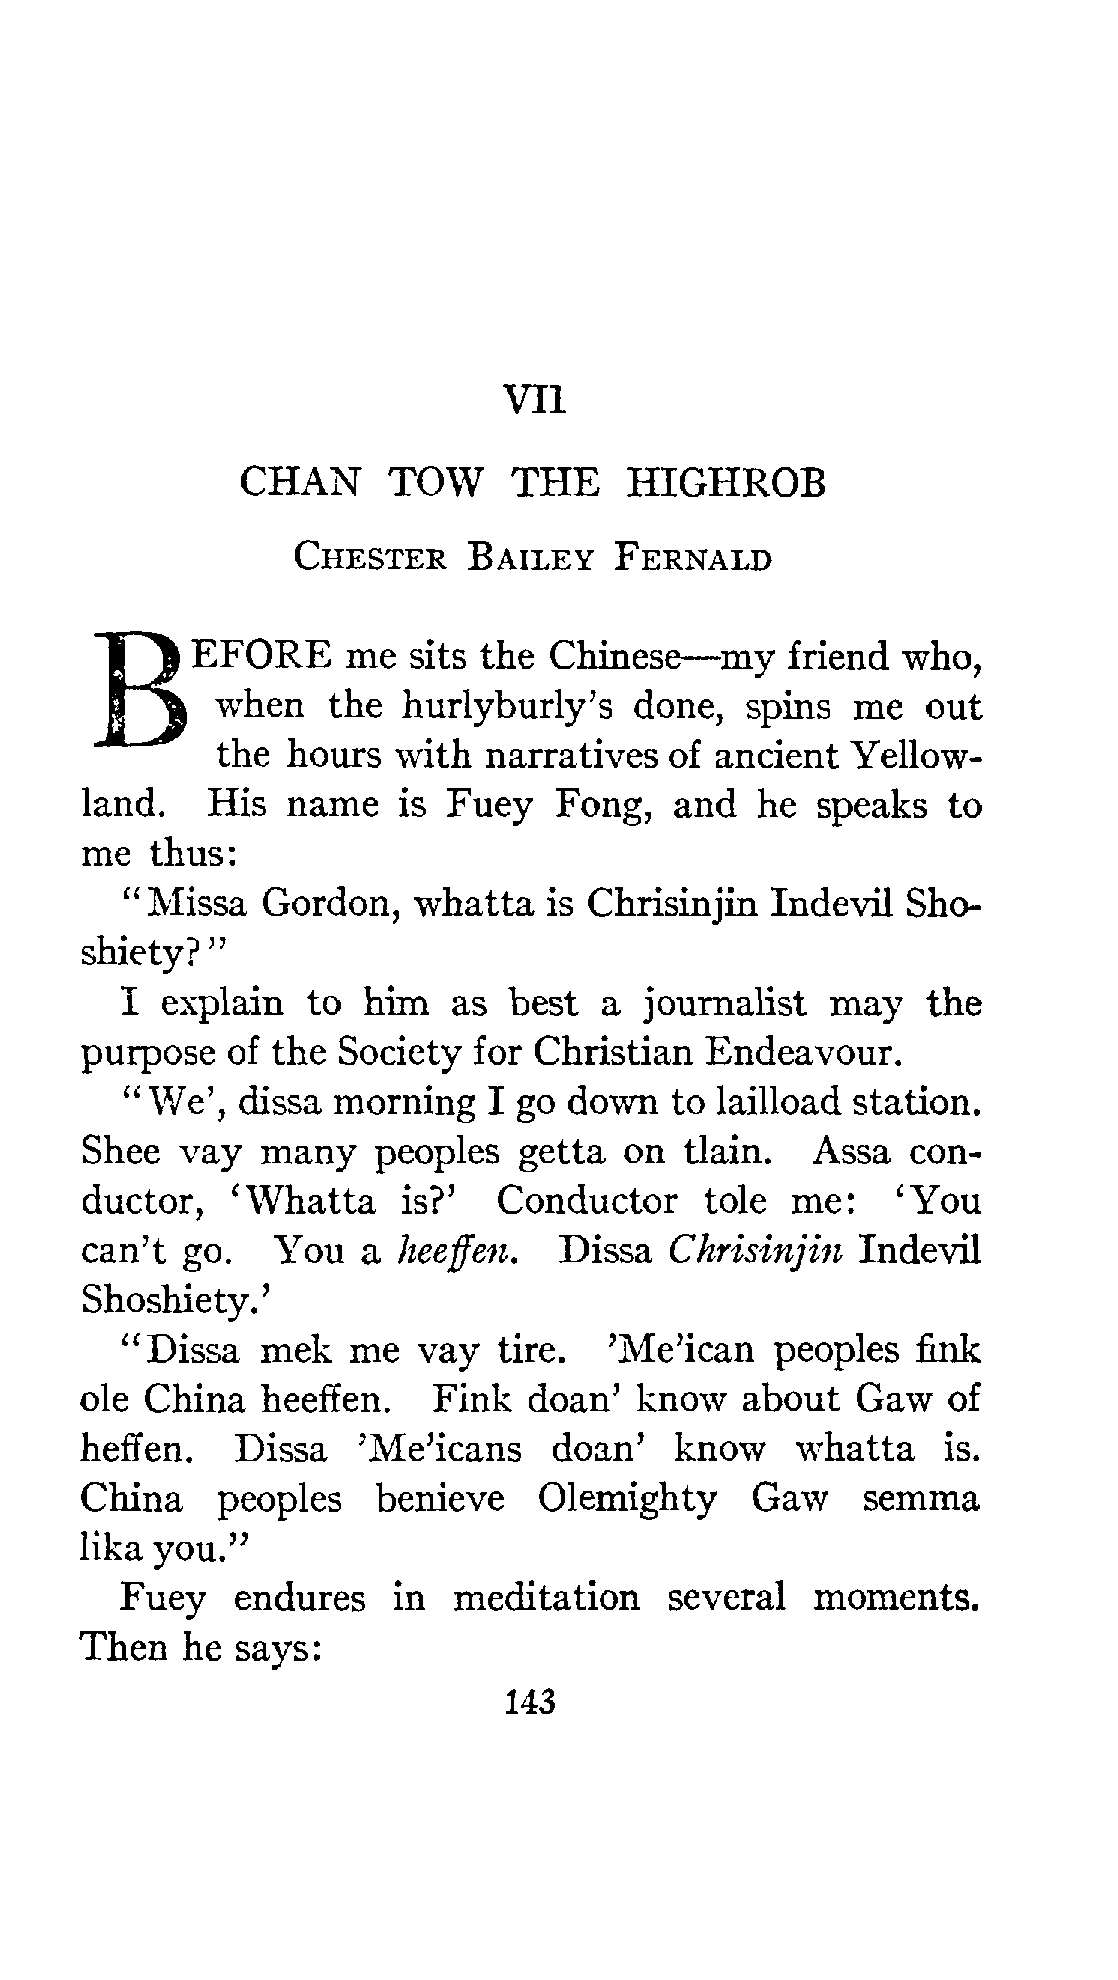 VII
CHAN TOW THE HIGHROB
CHESTER BAILEY FERNALD
BEFORE me sits the Chinese—my friend who,
when the hurlyburly's done, spins me out
the hours with narratives of ancient Yellow-
land. His name is Fuey Fong, and he speaks to
me thus:
"Missa Gordon, whatta is Chrisinjin Indevil Sho-
shiety?"
I explain to him as best a journalist may the
purpose of the Society for Christian Endeavour.
"We', dissa morning I go down to lailload station.
Shee vay many peoples getta on tlain. Assa con-
ductor, 'Whatta is?' Conductor tole me: 'You
can't go. You a heeffen. Dissa Chrisinjin Indevil
Shoshiety.'
"Dissa mek me vay tire. 'Me'ican peoples fink
ole China heeffen. Fink doan' know about Gaw of
heffen. Dissa 'Me'icans doan' know whatta is.
China peoples benieve Olemighty Gaw semma
lika you."
Fuey endures in meditation several moments.
Then he says:
143